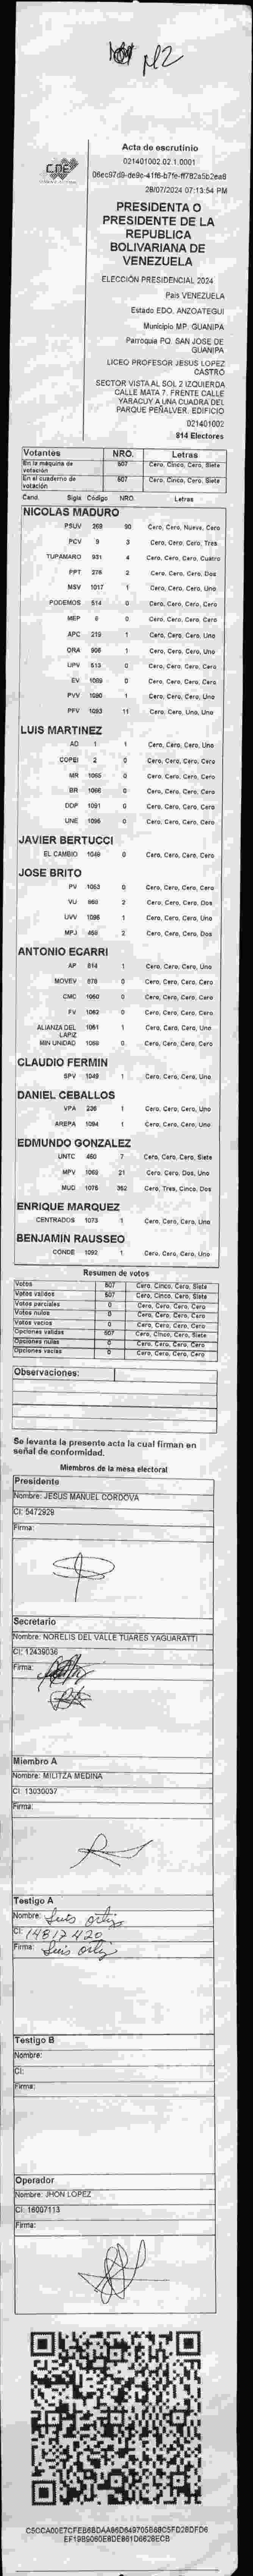 M2
CNE
Acta de escrutinio
021401002.02.1.0001
28/07/2024 07:13:54 PM
PRESIDENTA O
PRESIDENTE DE LA
REPUBLICA
BOLIVARIANA DE
VENEZUELA
ELECCIÓN PRESIDENCIAL 2024
Pais VENEZUELA
Estado EDO. ANZOATEGUI
Municipio MP. GUANIPA
Parroquia PQ. SAN JOSE DE
GUANIPA
LICEO PROFESOR JESUS LOPEZ
CASTRO
SECTOR VISTA AL SOL 2 IZQUIERDA
CALLE MATA 7. FRENTE CALLE
YARACUY A UNA CUADRA DEL
PARQUE PEÑALVER. EDIFICIO
021401002
814 Electores
Votantes NRO. Letras
En la máquina de votación 507 Cero, Cinco, Cero, Siete
En el cuaderno de votación 507 Cero, Cinco, Cero, Siete
Cand. Sigla Código NRO. Letras
NICOLAS MADURO
PSUV 269 90 Cero, Cero, Nueve, Cero
PCV 9 3 Cero, Cero, Cero, Tres
TUPAMARO 931 4 Cero, Cero, Cero, Cuatro
PPT 276 2 Cero, Cero, Cero, Dos
MSV 1017 1 Cero, Cero, Cero, Uno
PODEMOS 514 0 Cero, Cero, Cero, Cero
MEP 6 0 Cero, Cero, Cero, Cero
APC 219 1 Cero, Cero, Cero, Uno
ORA 906 1 Cero, Cero, Cero, Uno
UPV 513 0 Cero, Cero, Cero, Cero
EV 1089 0 Cero, Cero, Cero, Cero
PVV 1090 1 Cero, Cero, Cero, Uno
PFV 1093 11 Cero, Cero, Uno, Uno
LUIS MARTINEZ
AD 1 1 Cero, Cero, Cero, Uno
COPEI 2 0 Cero, Cero, Cero, Cero
MR 1065 0 Cero, Cero, Cero, Cero
BR 1066 0 Cero, Cero, Cero, Cero
DDP 1091 0 Cero, Cero, Cero, Cero
UNE 1095 0 Cero, Cero, Cero, Cero
JAVIER BERTUCCI
EL CAMBIO 1048 0 Cero, Cero, Cero, Cero
JOSE BRITO
PV 1053 0 Cero, Cero, Cero, Cero
VU 868 2 Cero, Cero, Cero, Dos
UVV 1096 1 Cero, Cero, Cero, Uno
MPJ 459 2 Cero, Cero, Cero, Dos
ANTONIO ECARRI
AP 814 1 Cero, Cero, Cero, Uno
MOVEV 878 0 Cero, Cero, Cero, Cero
CMC 1060 0 Cero, Cero, Cero, Cero
FV 1062 0 Cero, Cero, Cero, Cero
ALIANZA DEL LAPIZ 1061 1 Cero, Cero, Cero, Uno
MIN UNIDAD 1068 0 Cero, Cero, Cero, Cero
CLAUDIO FERMIN
SPV 1049 1 Cero, Cero, Cero, Uno
DANIEL CEBALLOS
VPA 236 1 Cero, Cero, Cero, Uno
AREPA 1094 1 Cero, Cero, Cero, Uno
EDMUNDO GONZALEZ
UNTC 460 7 Cero, Cero, Cero, Siete
MPV 1069 21 Cero, Cero, Dos, Uno
MUD 1076 352 Cero, Tres, Cinco, Dos
ENRIQUE MARQUEZ
CENTRADOS 1073 1 Cero, Cero, Cero, Uno
BENJAMIN RAUSSEO
CONDE 1092 1 Cero, Cero, Cero, Uno
Resumen de votos
Votos 507 Cero, Cinco, Cero, Siete
Votos validos 507 Cero, Cinco, Cero, Siete
Votos parciales 0 Cero, Cero, Cero, Cero
Votos nulos 0 Cero, Cero, Cero, Cero
Votos vacios 0 Cero, Cero, Cero, Cero
Opciones validas 507 Cero, Cinco, Cero, Siete
Opciones nulas 0 Cero, Cero, Cero, Cero
Opciones vacias 0 Cero, Cero, Cero, Cero
Observaciones:
Se levanta la presente acta la cual firman en
señal de conformidad.
Miembros de la mesa electoral
Presidente
Nombre: JESUS MANUEL CORDOVA
CI: 5472929
Firma:
Secretario
Nombre: NORELIS DEL VALLE TUARES YAGUARATTI
CI: 12439036
Firma:
Miembro A
Nombre: MILITZA MEDINA
CI: 13030037
Firma:
Testigo A
Nombre: Luis ortiz
CI: 14817420
Firma: Luis ortiz
Testigo B
Nombre:
CI:
Firma:
Operador
Nombre: JHON LOPEZ
CI: 16007113
Firma: